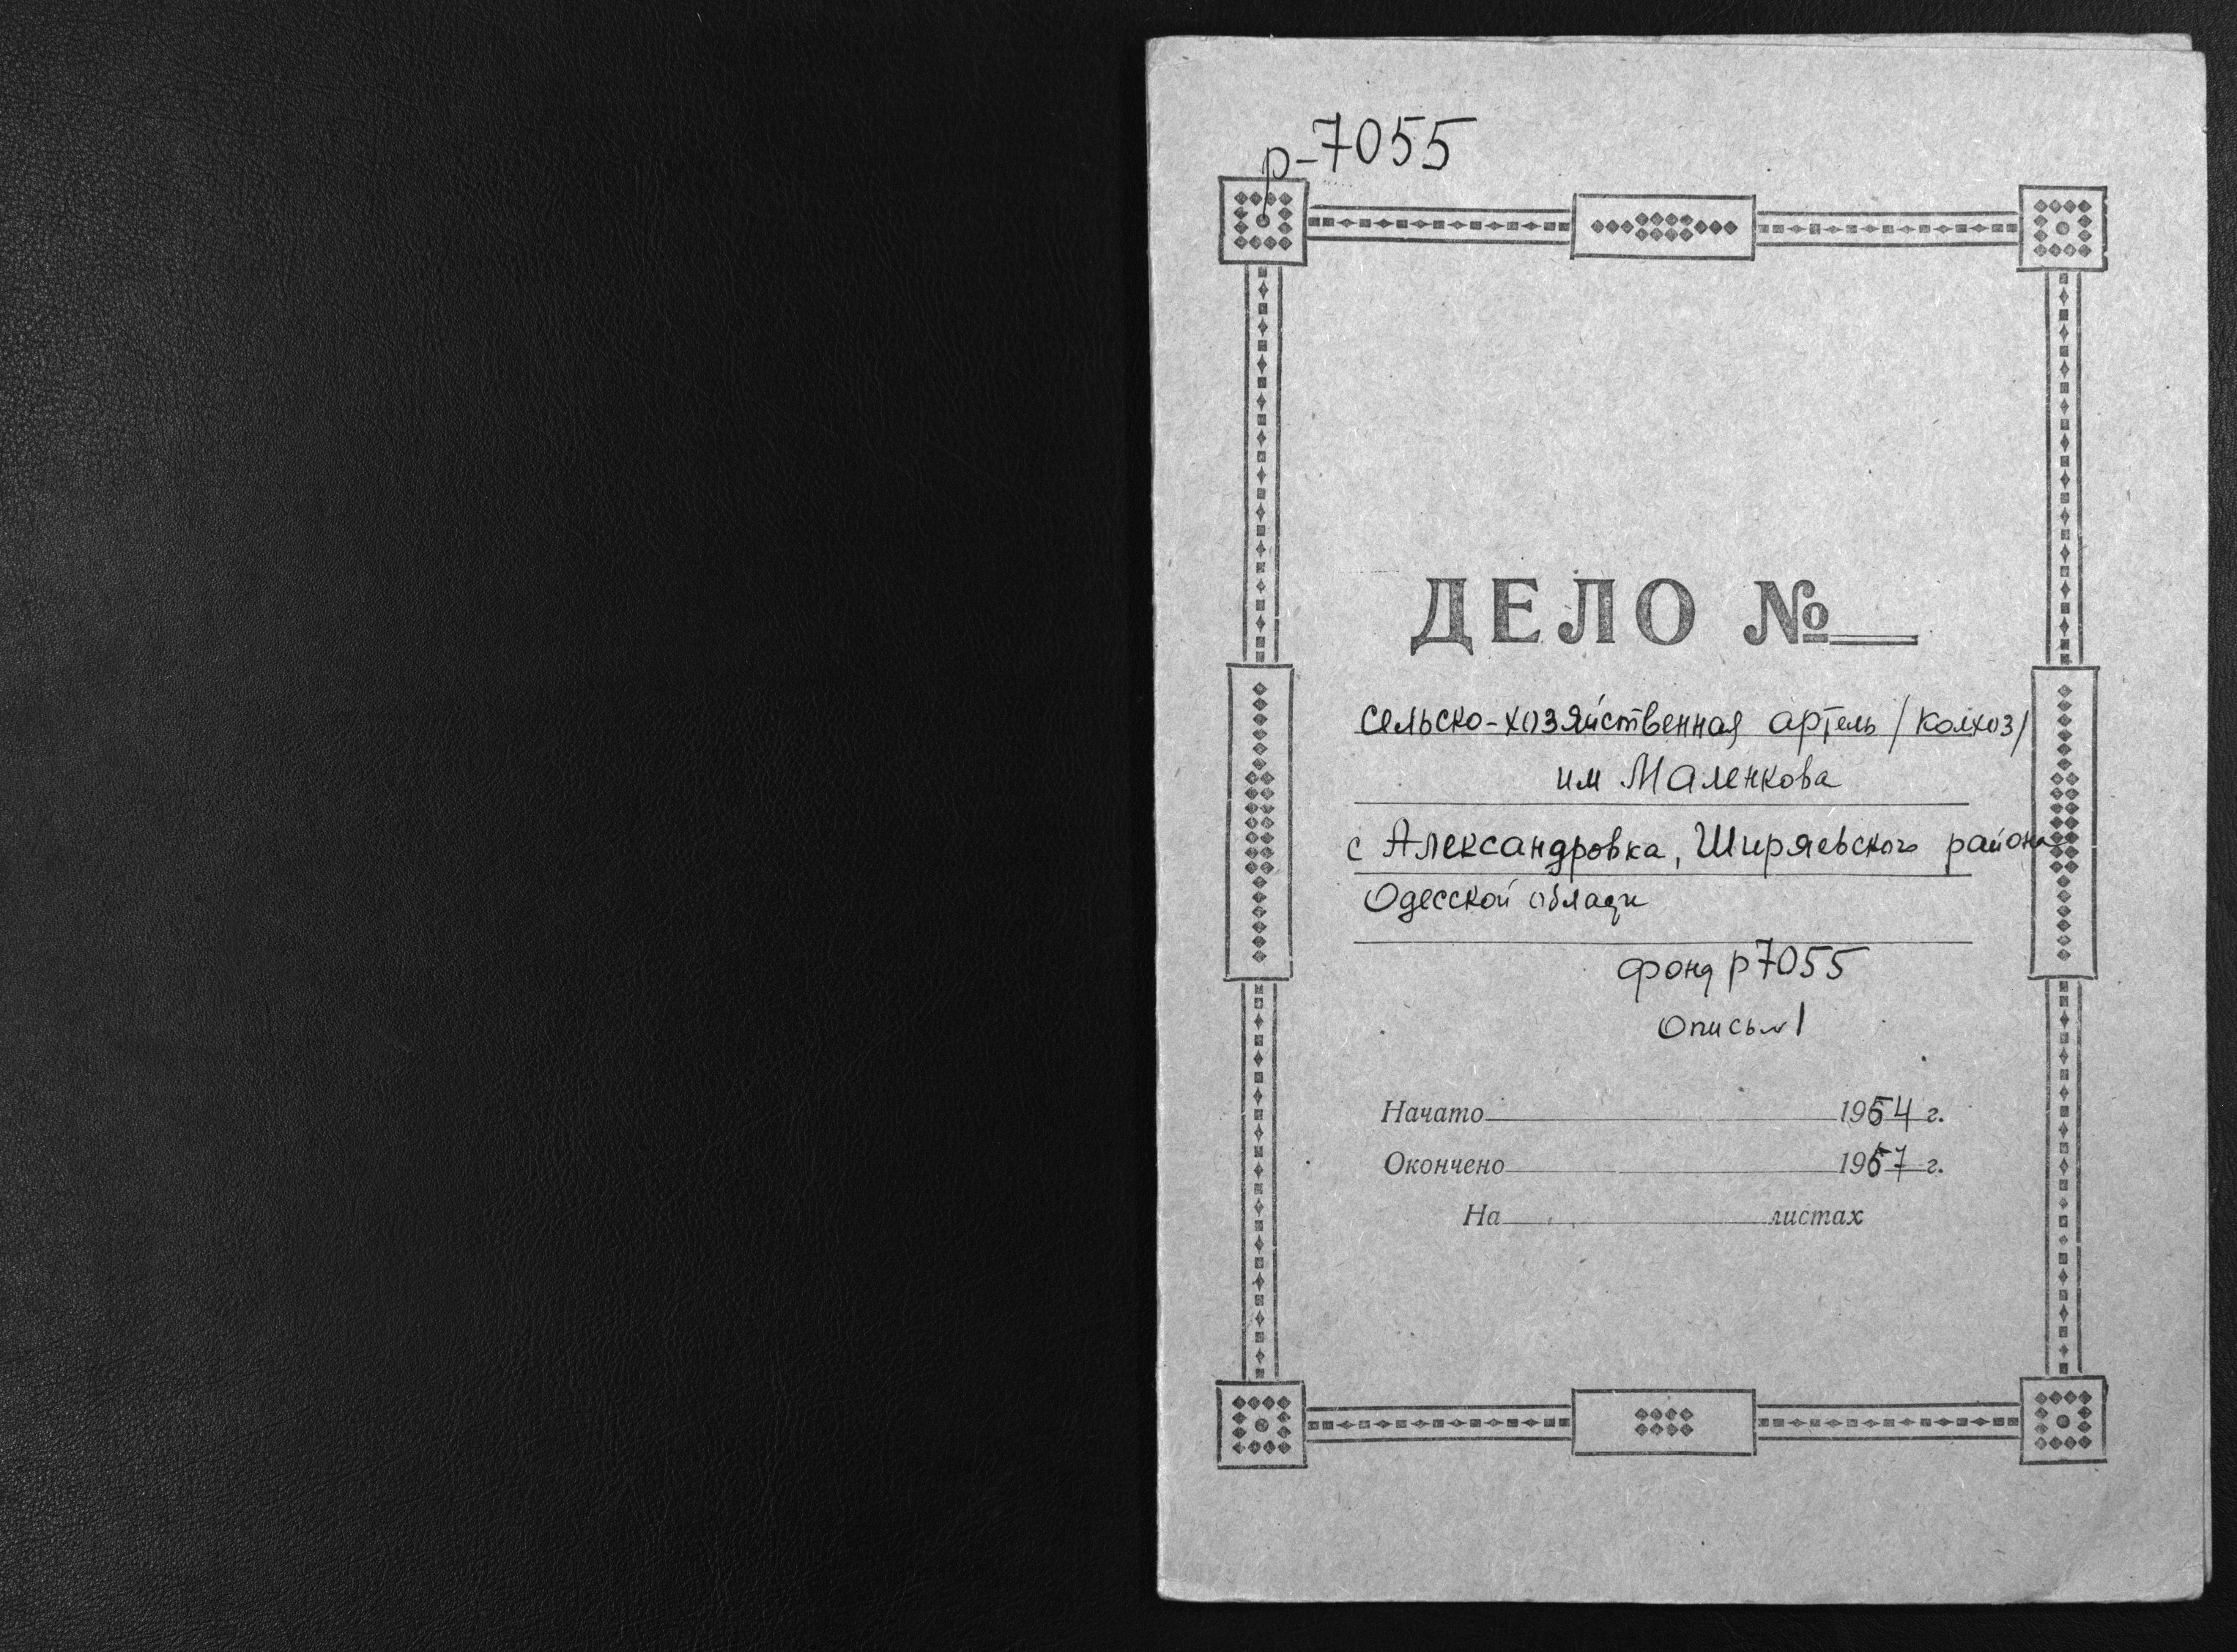 р-7055
ДЕЛО №
сельско-хозяйственная артель /колхоз/
им Маленкова
с Александровка, Ширяевского района
Одесской области
фонд р7055
Опись №1
Начато 1954 г.
Окончено 1957 г.
На листах